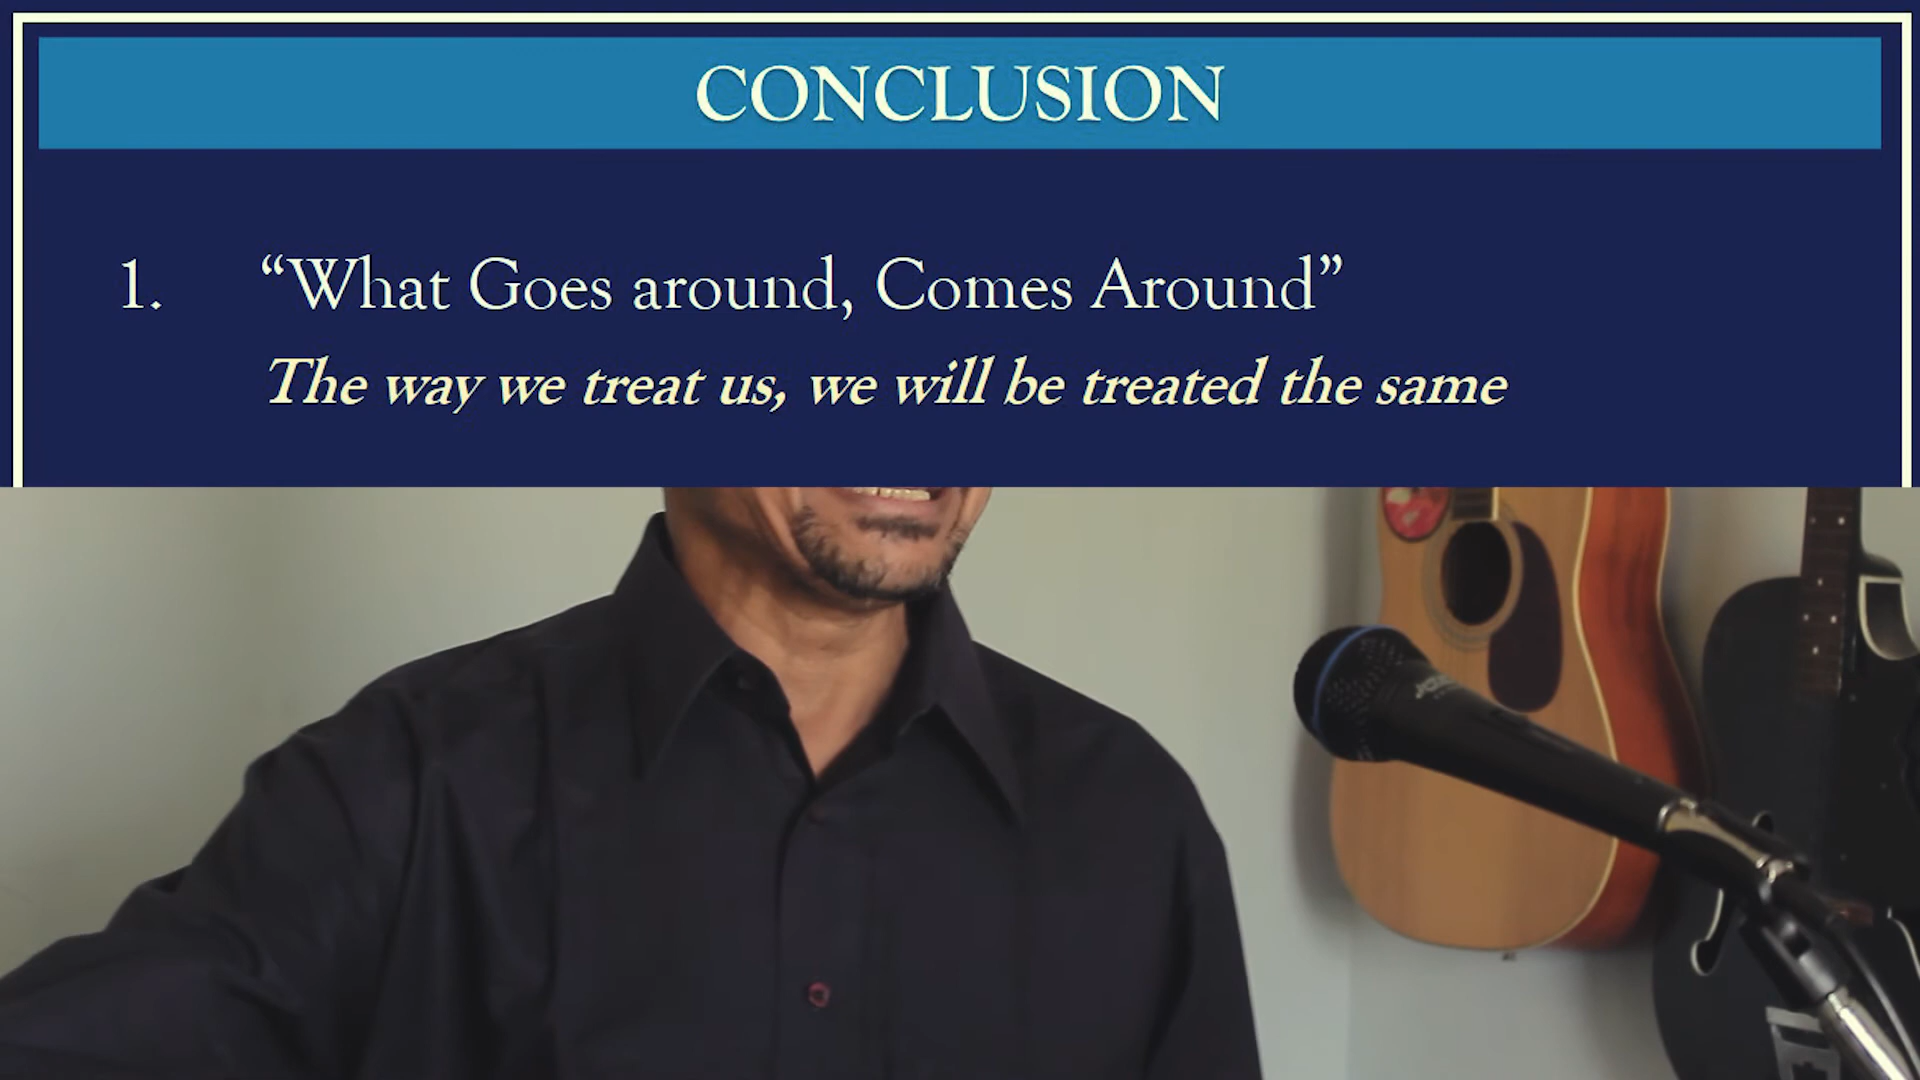 CONCLUSION
1. “What Goes around, Comes Around”
The way we treat us, we will be treated the same